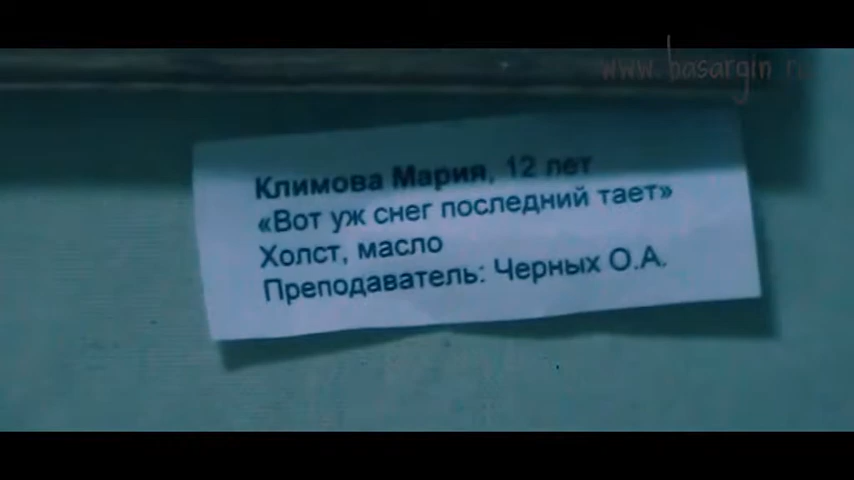 www.basargin.ru
Климова Мария, 12 лет
«Вот уж снег последний тает»
Холст, масло
Преподаватель: Черных О.А.